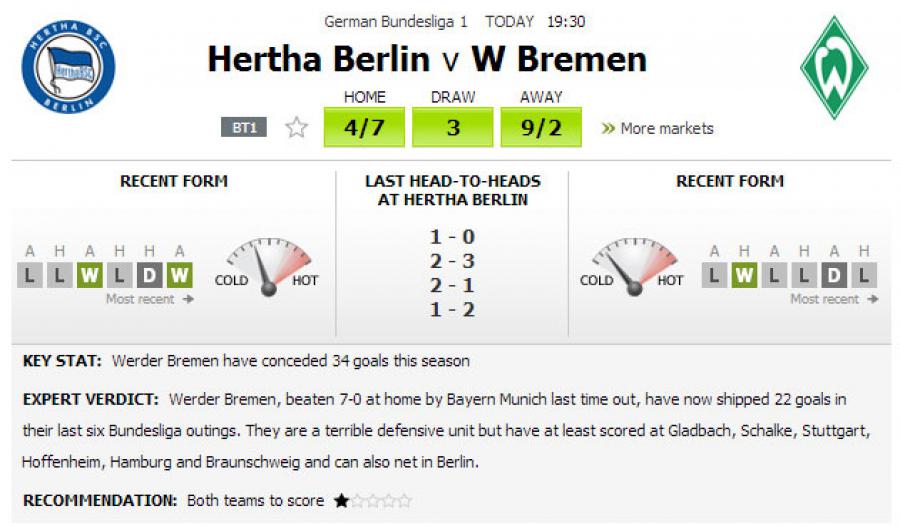 German Bundesliga 1 TODAY 19:30
HERTHA BSC
HerthaBSC
BERLIN
Hertha Berlin v W Bremen
W
HOME DRAW AWAY
BT1 4/7 3 9/2 » More markets
RECENT FORM
A H A H H A
L L W L D W
Most recent →
COLD HOT
LAST HEAD-TO-HEADS
AT HERTHA BERLIN
1 - 0
2 - 3
2 - 1
1 - 2
RECENT FORM
COLD HOT
A H A H A H
L W L L D L
Most recent →
KEY STAT: Werder Bremen have conceded 34 goals this season
EXPERT VERDICT: Werder Bremen, beaten 7-0 at home by Bayern Munich last time out, have now shipped 22 goals in
their last six Bundesliga outings. They are a terrible defensive unit but have at least scored at Gladbach, Schalke, Stuttgart,
Hoffenheim, Hamburg and Braunschweig and can also net in Berlin.
RECOMMENDATION: Both teams to score ★☆☆☆☆